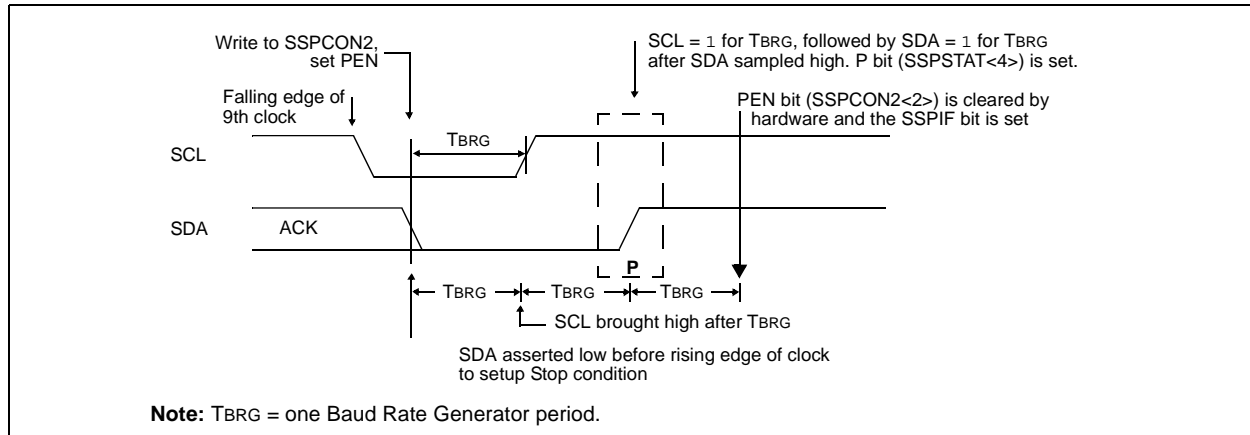 Write to SSPCON2,
set PEN
SCL = 1 for TBRG, followed by SDA = 1 for TBRG
after SDA sampled high. P bit (SSPSTAT<4>) is set.
Falling edge of
9th clock
PEN bit (SSPCON2<2>) is cleared by
hardware and the SSPIF bit is set
TBRG
SCL
SDA
ACK
P
TBRG
TBRG
TBRG
SCL brought high after TBRG
SDA asserted low before rising edge of clock
to setup Stop condition
Note: TBRG = one Baud Rate Generator period.